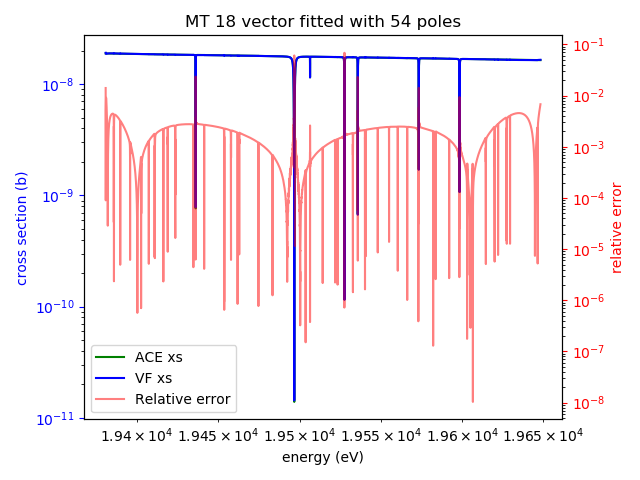 MT 18 vector fitted with 54 poles
cross section (b)
10⁻⁸
10⁻⁹
10⁻¹⁰
10⁻¹¹
ACE xs
VF xs
Relative error
10⁻¹
10⁻²
10⁻³
10⁻⁴
10⁻⁵
10⁻⁶
10⁻⁷
10⁻⁸
relative error
1.94 × 10⁴ 1.945 × 10⁴ 1.95 × 10⁴ 1.955 × 10⁴ 1.96 × 10⁴ 1.965 × 10⁴
energy (eV)